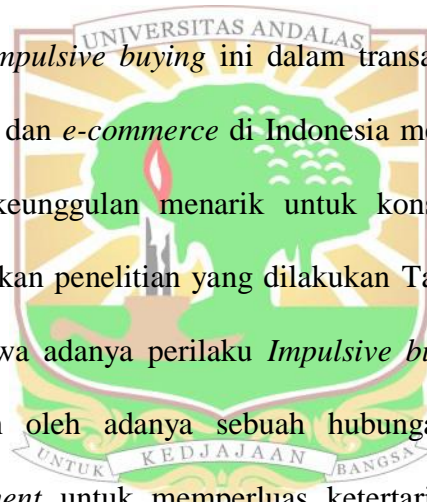 UNIVERSITAS ANDALAS
mpulsive buying ini dalam transa
dan e-commerce di Indonesia me
keunggulan menarik untuk kons
kan penelitian yang dilakukan Ta
wa adanya perilaku Impulsive bu
oleh adanya sebuah hubunga
UNTUK KEDJAJAAN BANGSA
ment untuk memperluas ketertari